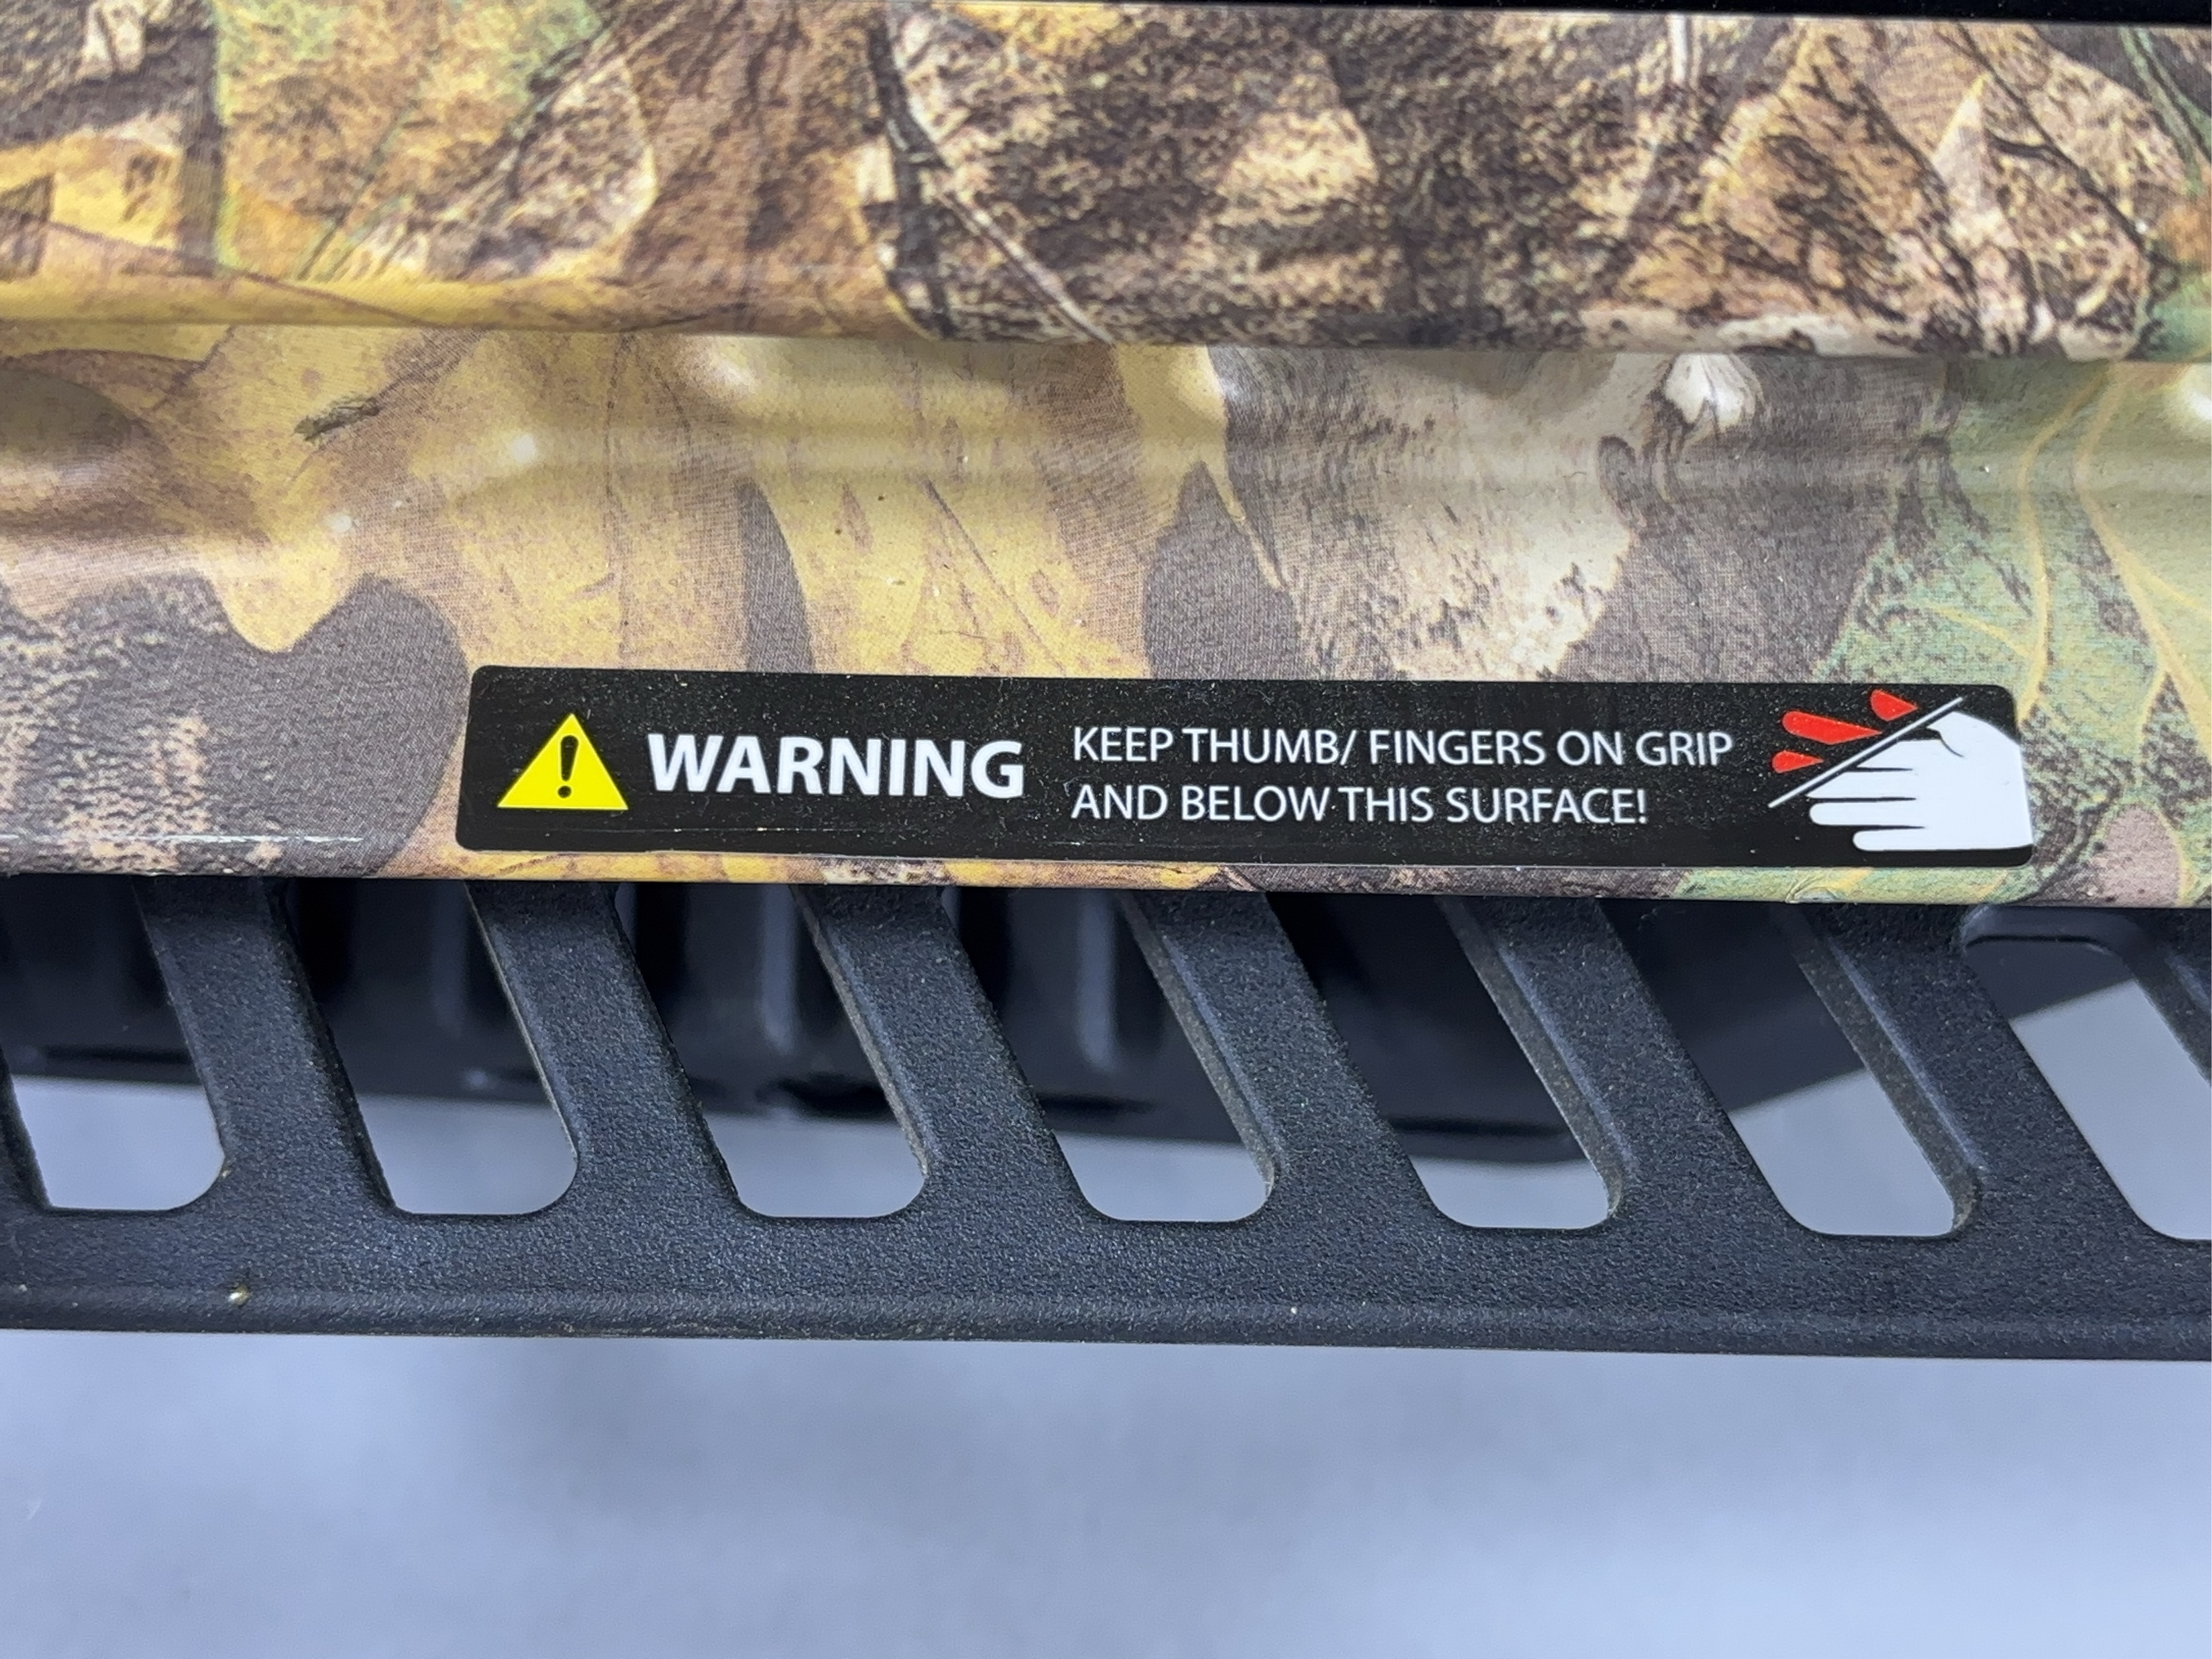 WARNING
KEEP THUMB/ FINGERS ON GRIP
AND BELOW THIS SURFACE!